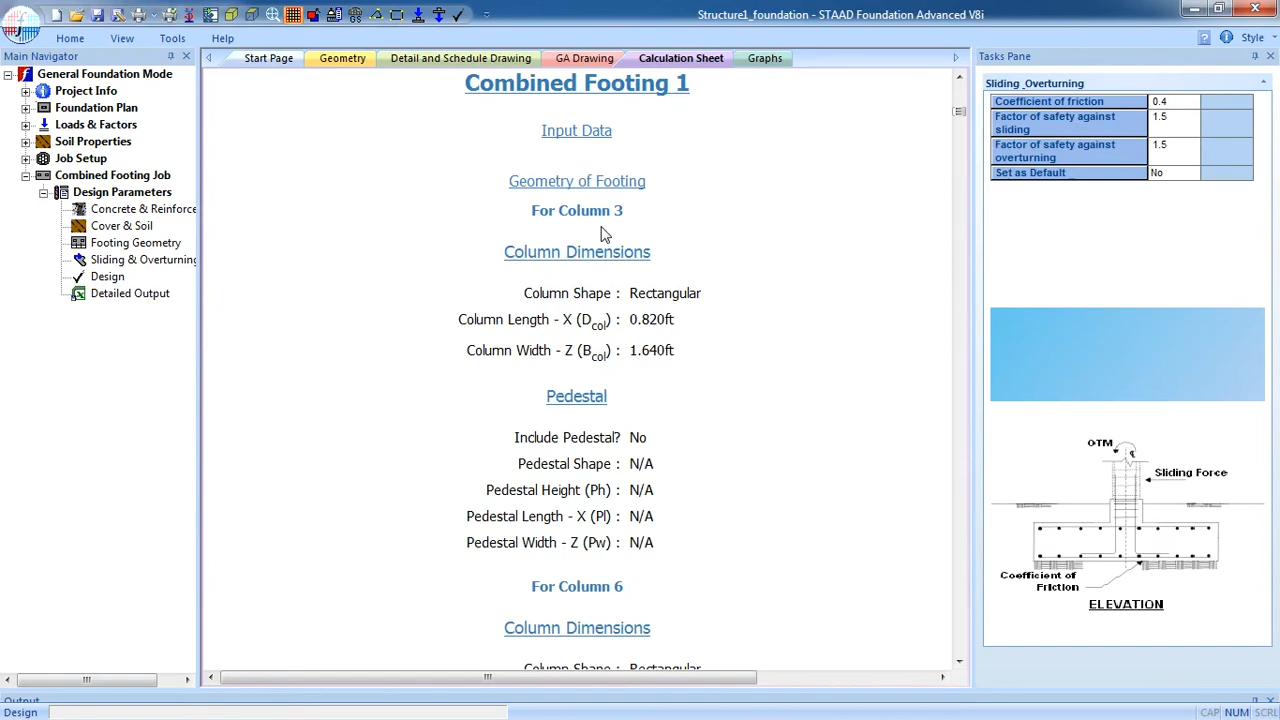 Structure1_foundation - STAAD Foundation Advanced V8i
Home View Tools Help
Style
Main Navigator
General Foundation Mode
Project Info
Foundation Plan
Loads & Factors
Soil Properties
Job Setup
Combined Footing Job
Design Parameters
Concrete & Reinforce
Cover & Soil
Footing Geometry
Sliding & Overturning
Design
Detailed Output
Start Page Geometry Detail and Schedule Drawing GA Drawing Calculation Sheet Graphs
Combined Footing 1
Input Data
Geometry of Footing
For Column 3
Column Dimensions
Column Shape : Rectangular
Column Length - X (Dcol) : 0.820ft
Column Width - Z (Bcol) : 1.640ft
Pedestal
Include Pedestal? No
Pedestal Shape : N/A
Pedestal Height (Ph) : N/A
Pedestal Length - X (Pl) : N/A
Pedestal Width - Z (Pw) : N/A
For Column 6
Column Dimensions
Column Shape : Rectangular
Tasks Pane
Sliding_Overturning
Coefficient of friction 0.4
Factor of safety against sliding 1.5
Factor of safety against overturning 1.5
Set as Default No
OTM
Sliding Force
Coefficient of
Friction
ELEVATION
Output
Design
CAP NUM SCRL